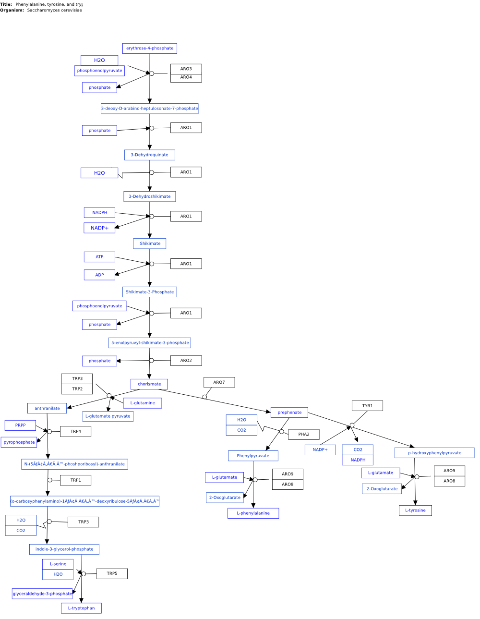 Title: Phenylalanine, tyrosine, and tryp
Organism: Saccharomyces cerevisiae
erythrose-4-phosphate
H2O
phosphoenolpyruvate
ARO3
ARO4
phosphate
3-deoxy-D-arabino-heptulosonate-7-phosphate
phosphate
ARO1
3-Dehydroquinate
H2O
ARO1
3-Dehydroshikimate
NADPH
NADP+
ARO1
Shikimate
ATP
ADP
ARO1
Shikimate-3-Phosphate
phosphoenolpyruvate
ARO1
phosphate
5-enolpyruvyl-shikimate-3-phosphate
phosphate
ARO2
chorismate
TRP3
TRP2
ARO7
L-glutamine
L-glutamate pyruvate
anthranilate
prephenate
TYR1
PRPP
TRP4
pyrophosphate
H2O
CO2
PHA2
NADP+
CO2
NADPH
Phenylpyruvate
p-hydroxyphenylpyruvate
L-glutamate
ARO9
ARO8
2-Oxoglutarate
L-phenylalanine
L-glutamate
ARO9
ARO8
2-Oxoglutarate
L-tyrosine
TRP1
H2O
CO2
TRP3
indole-3-glycerol-phosphate
L-serine
H2O
TRP5
glyceraldehyde-3-phosphate
L-tryptophan